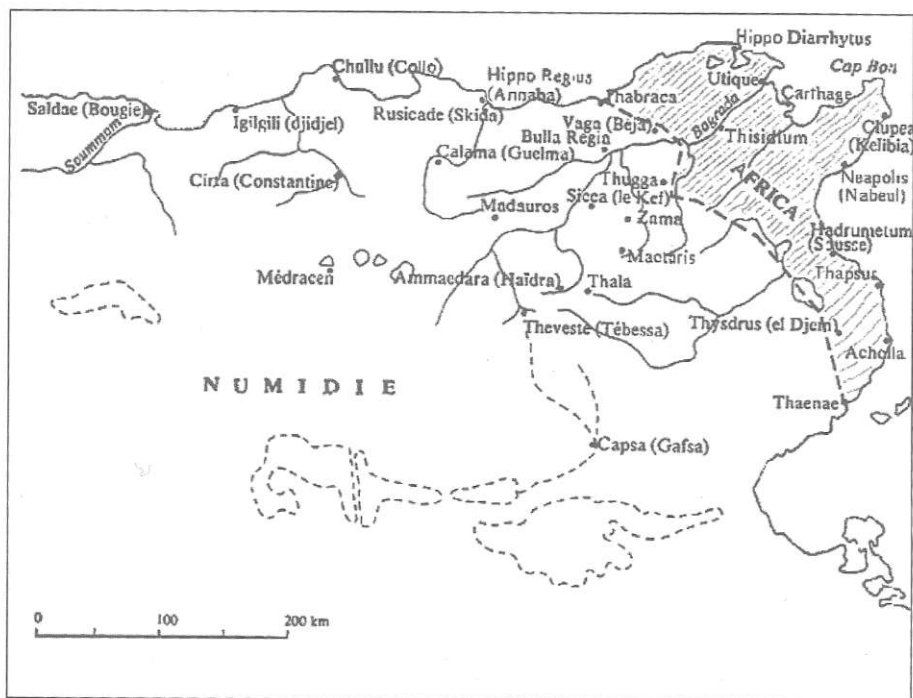 Hippo Diarrhytus
Cap Bon
Chullu (Collo)
Hippo Regius
(Annaba)
Utique
Saldae (Bougie)
Igilgili (djidjel)
Rusicade (Skida)
Thabraca
Carthage
Soummam
Vaga (Béja)
Bagrada
Thisidium
Clupea
(Kelibia)
Bulla Regia
Calama (Guelma)
Cirta (Constantine)
Thugga
AFRICA
Neapolis
(Nabeul)
Sicca (le Kef)
Madauros
Zama
Hadrumetum
(Sousse)
Mactaris
Médracen
Ammaedara (Haïdra)
Thala
Thapsus
Theveste (Tébessa)
Thysdrus (el Djem)
Acholla
NUMIDIE
Thaenae
Capsa (Gafsa)
0 100 200 km